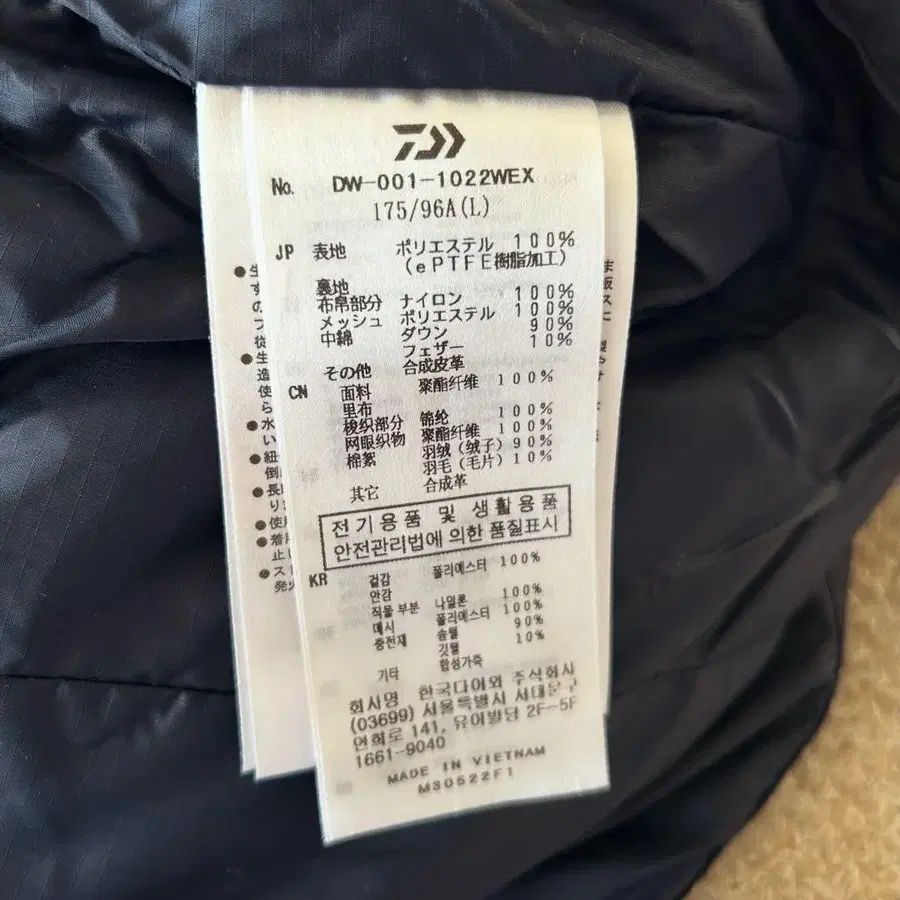 No. DW-001-1022WEX
175/96A(L)
JP 表地 ポリエステル 100%
(ePTFE樹脂加工)
裏地
布帛部分 ナイロン 100%
メッシュ ポリエステル 100%
中綿 ダウン 90%
フェザー 10%
その他 合成皮革
CN 面料 聚酯纤维 100%
里布
梭织部分 锦纶 100%
网眼织物 聚酯纤维 100%
棉絮 羽绒(绒子) 90%
羽毛(毛片) 10%
其它 合成革
전기용품 및 생활용품
안전관리법에 의한 품질표시
KR 겉감 폴리에스터 100%
안감
직물 부분 나일론 100%
메시 폴리에스터 100%
충전재 솜털 90%
깃털 10%
기타 합성가죽
회사명 한국다이와 주식회사
(03699) 서울특별시 서대문구
연희로 141, 유어빌딩 2F-5F
1661-9040
MADE IN VIETNAM
M30522F1